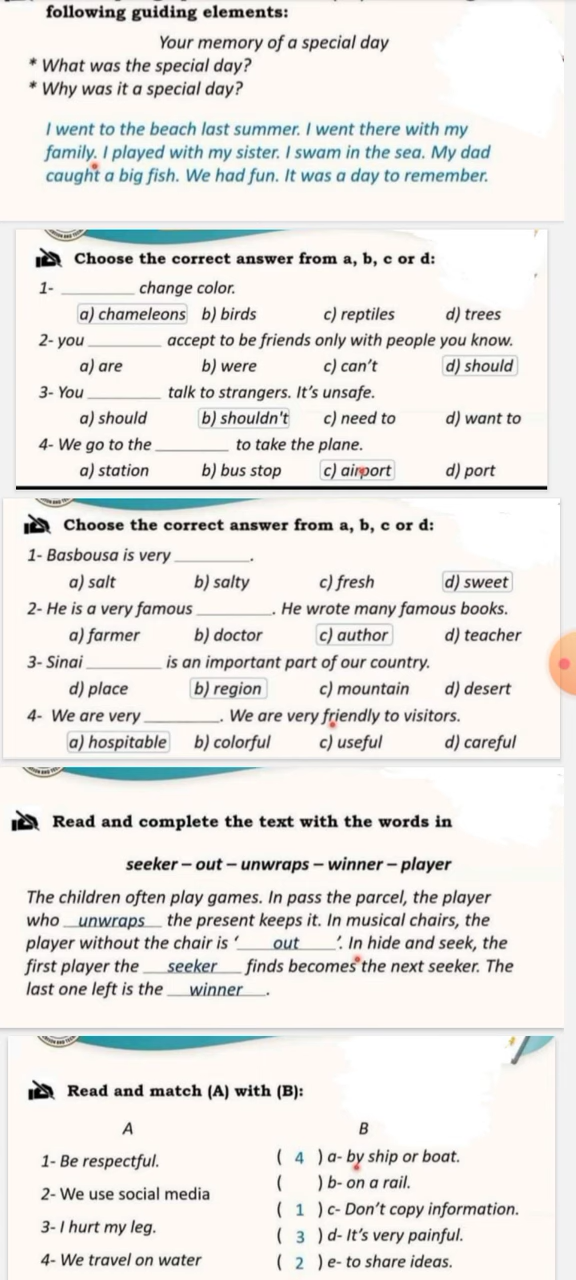 following guiding elements:
Your memory of a special day
* What was the special day?
* Why was it a special day?
I went to the beach last summer. I went there with my
family. I played with my sister. I swam in the sea. My dad
caught a big fish. We had fun. It was a day to remember.
Choose the correct answer from a, b, c or d:
1- ________ change color.
a) chameleons b) birds c) reptiles d) trees
2- you ________ accept to be friends only with people you know.
a) are b) were c) can't d) should
3- You ________ talk to strangers. It's unsafe.
a) should b) shouldn't c) need to d) want to
4- We go to the ________ to take the plane.
a) station b) bus stop c) airport d) port
Choose the correct answer from a, b, c or d:
1- Basbousa is very ________.
a) salt b) salty c) fresh d) sweet
2- He is a very famous ________. He wrote many famous books.
a) farmer b) doctor c) author d) teacher
3- Sinai ________ is an important part of our country.
d) place b) region c) mountain d) desert
4- We are very ________. We are very friendly to visitors.
a) hospitable b) colorful c) useful d) careful
Read and complete the text with the words in
seeker – out – unwraps – winner – player
The children often play games. In pass the parcel, the player
who __unwraps__ the present keeps it. In musical chairs, the
player without the chair is ‘____out____’. In hide and seek, the
first player the ___seeker___ finds becomes the next seeker. The
last one left is the ___winner___.
Read and match (A) with (B):
A B
1- Be respectful. ( 4 ) a- by ship or boat.
( ) b- on a rail.
2- We use social media ( 1 ) c- Don't copy information.
3- I hurt my leg. ( 3 ) d- It's very painful.
4- We travel on water ( 2 ) e- to share ideas.